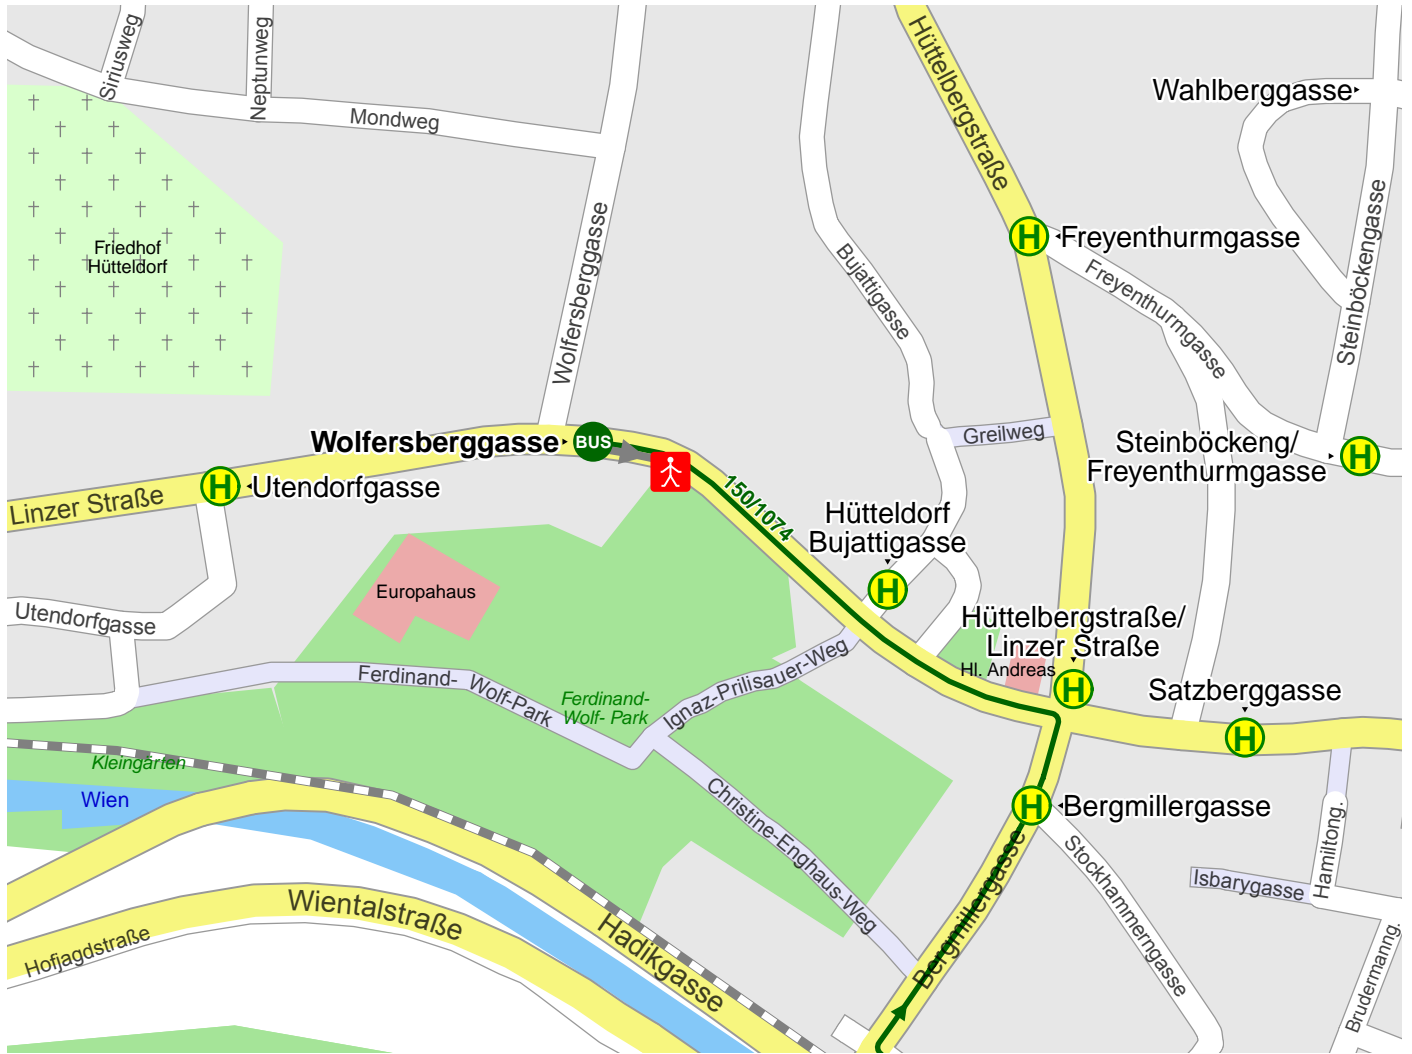 Siriusweg
Neptunweg
Mondweg
Hüttelbergstraße
Wahlberggasse
Friedhof
Hütteldorf
Wolfersberggasse
Bujattigasse
H
Freyenthurmgasse
Freyenthurmgasse
Steinböckengasse
Wolfersberggasse
BUS
Greilweg
Steinböckeng/
Freyenthurmgasse
H
H
Utendorfgasse
Linzer Straße
150/1074
Hütteldorf
Bujattigasse
H
Europahaus
Utendorfgasse
Hüttelbergstraße/
Linzer Straße
Hl. Andreas
H
Ferdinand-
Wolf-Park
Ferdinand-
Wolf- Park
Ignaz-Prilisauer-Weg
Satzberggasse
H
Kleingärten
Wien
Christine-Enghaus-Weg
H
Bergmillergasse
Bergmillergasse
Stockhammerngasse
Isbarygasse
Hamiltong.
Wientalstraße
Hadikgasse
Hofjagdstraße
Brudermanng.